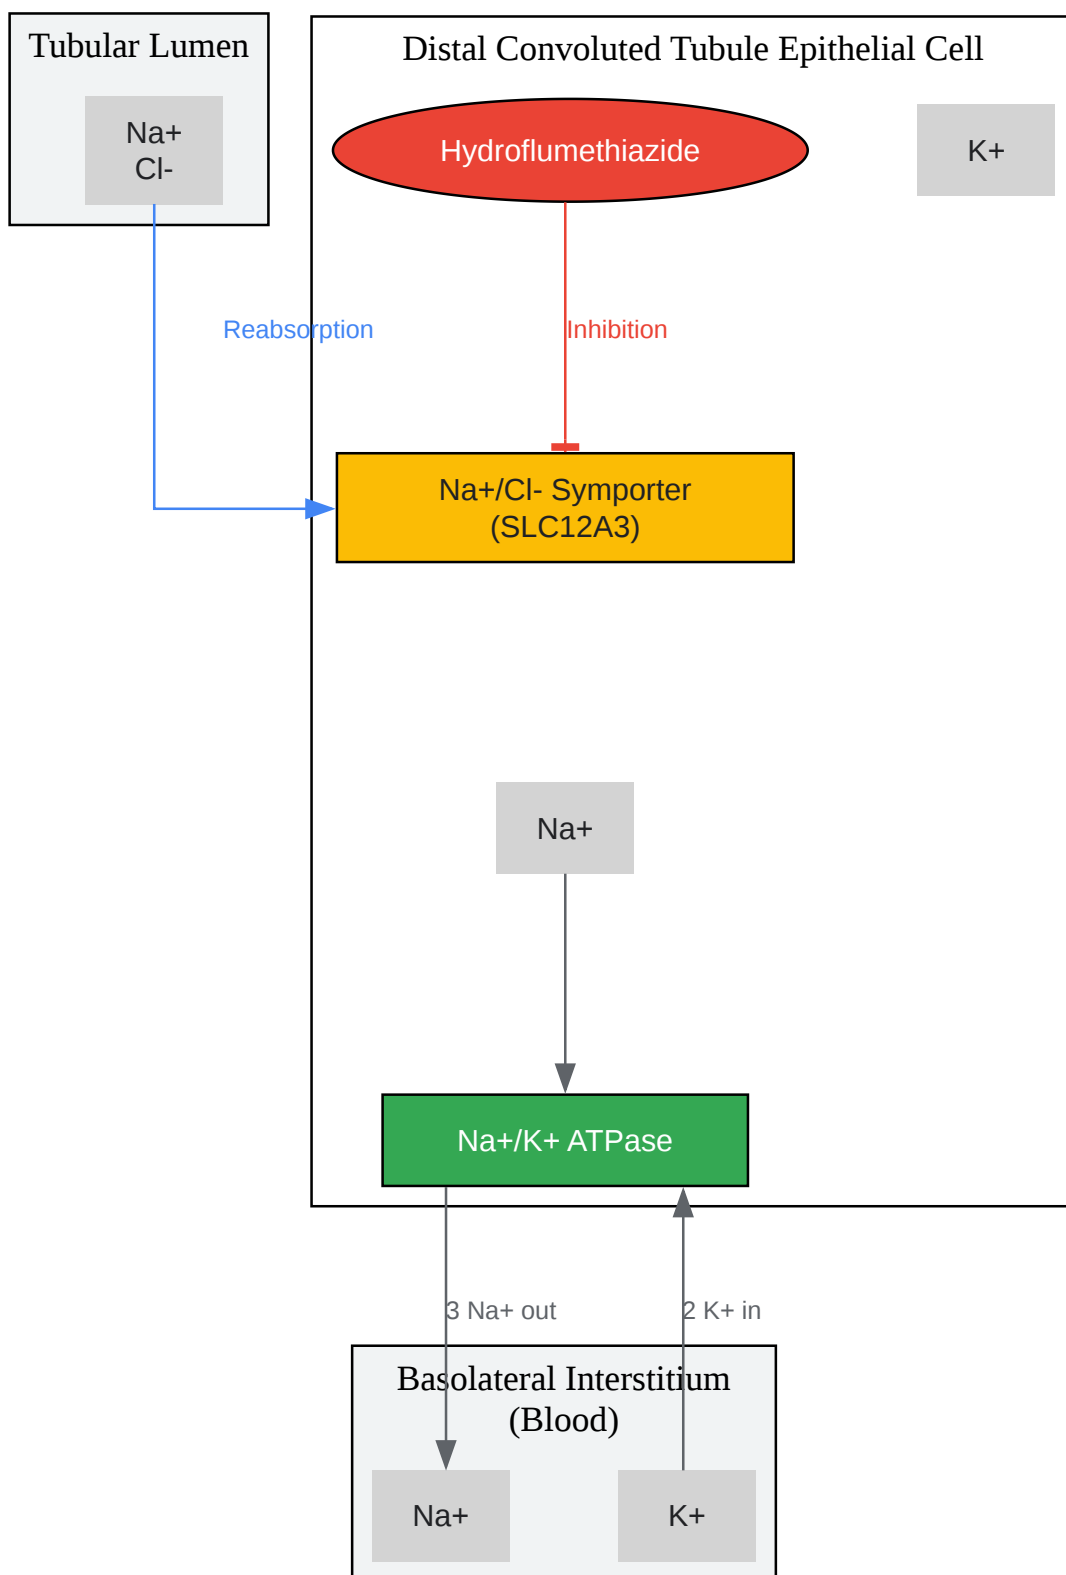 Tubular Lumen
Distal Convoluted Tubule Epithelial Cell
Na+
Cl-
Hydroflumethiazide
K+
Reabsorption
Inhibition
Na+/Cl- Symporter
(SLC12A3)
Na+
Na+/K+ ATPase
3 Na+ out
2 K+ in
Basolateral Interstitium
(Blood)
Na+
K+